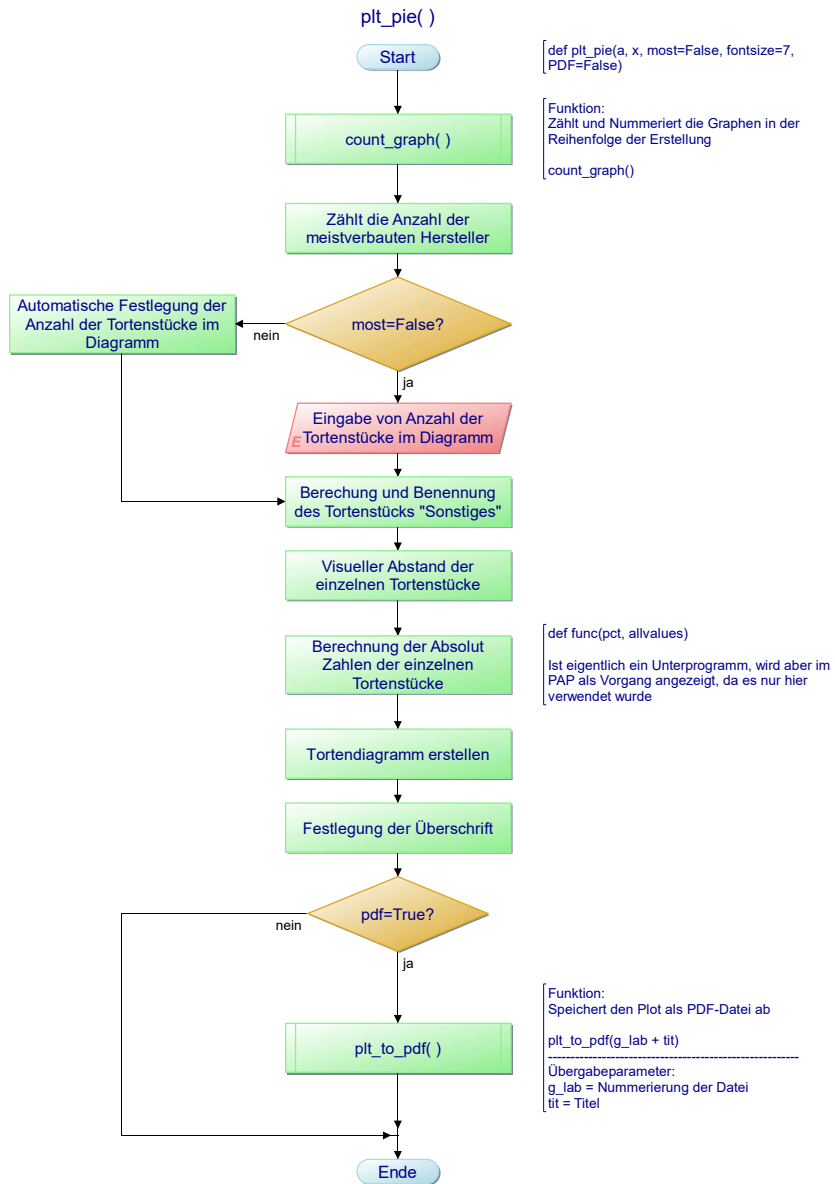 plt_pie( )
Start
def plt_pie(a, x, most=False, fontsize=7,
PDF=False)
count_graph( )
Funktion:
Zählt und Nummeriert die Graphen in der
Reihenfolge der Erstellung
count_graph()
Zählt die Anzahl der
meistverbauten Hersteller
most=False?
nein
ja
Automatische Festlegung der
Anzahl der Tortenstücke im
Diagramm
Eingabe von Anzahl der
Tortenstücke im Diagramm
E
Berechung und Benennung
des Tortenstücks "Sonstiges"
Visueller Abstand der
einzelnen Tortenstücke
Berechnung der Absolut
Zahlen der einzelnen
Tortenstücke
def func(pct, allvalues)
Ist eigentlich ein Unterprogramm, wird aber im
PAP als Vorgang angezeigt, da es nur hier
verwendet wurde
Tortendiagramm erstellen
Festlegung der Überschrift
pdf=True?
nein
ja
plt_to_pdf( )
Funktion:
Speichert den Plot als PDF-Datei ab
plt_to_pdf(g_lab + tit)
--------------------------------------------------------
Übergabeparameter:
g_lab = Nummerierung der Datei
tit = Titel
Ende